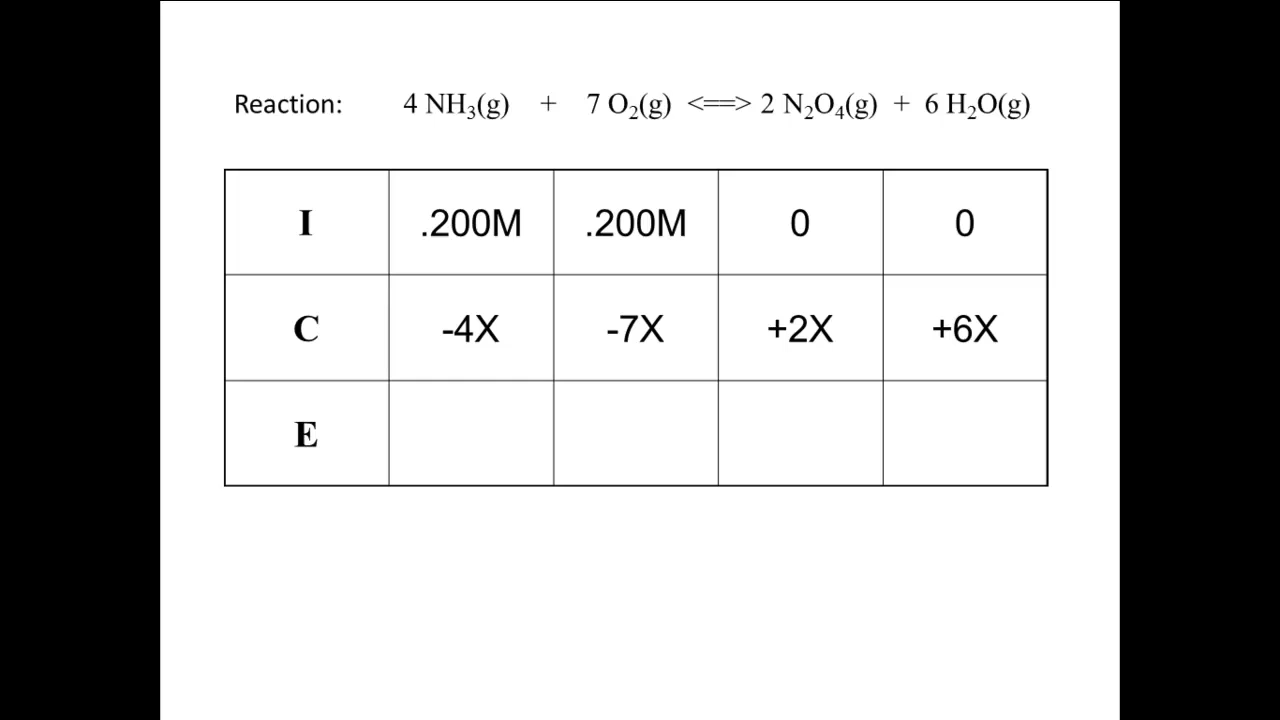 Reaction: 4 NH₃(g) + 7 O₂(g) <==> 2 N₂O₄(g) + 6 H₂O(g)
I .200M .200M 0 0
C -4X -7X +2X +6X
E